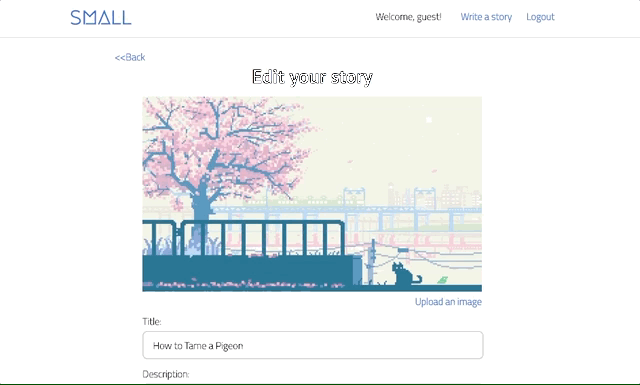 SMALL
Welcome, guest! Write a story Logout
<<Back
Edit your story
Upload an image
Title:
How to Tame a Pigeon
Description: